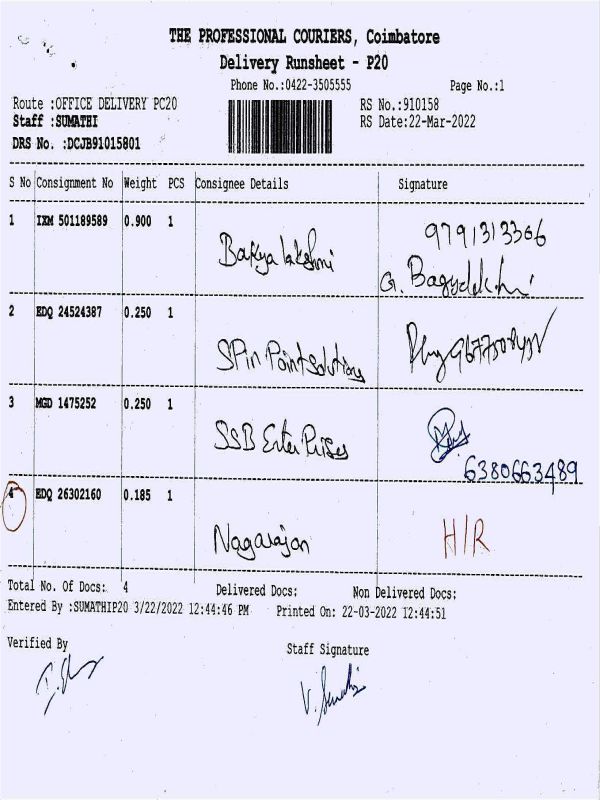 THE PROFESSIONAL COURIERS, Coimbatore
Delivery Runsheet - P20
Phone No.:0422-3505555 Page No.:1
Route :OFFICE DELIVERY PC20 RS No.:910158
Staff :SUMATHI RS Date:22-Mar-2022
DRS No. :DCJB91015801
S No Consignment No Weight PCS Consignee Details Signature
1 IXM 501189589 0.900 1
9791313366
Bakya lakshmi
2 EDQ 24524387 0.250 1
SPin Point Solutions
3 MGD 1475252 0.250 1
SSB EnterPrises
6380663489
4 EDQ 26302160 0.185 1
Nagarajan H/R
Total No. Of Docs: 4 Delivered Docs: Non Delivered Docs:
Entered By :SUMATHIP20 3/22/2022 12:44:46 PM Printed On: 22-03-2022 12:44:51
Verified By Staff Signature